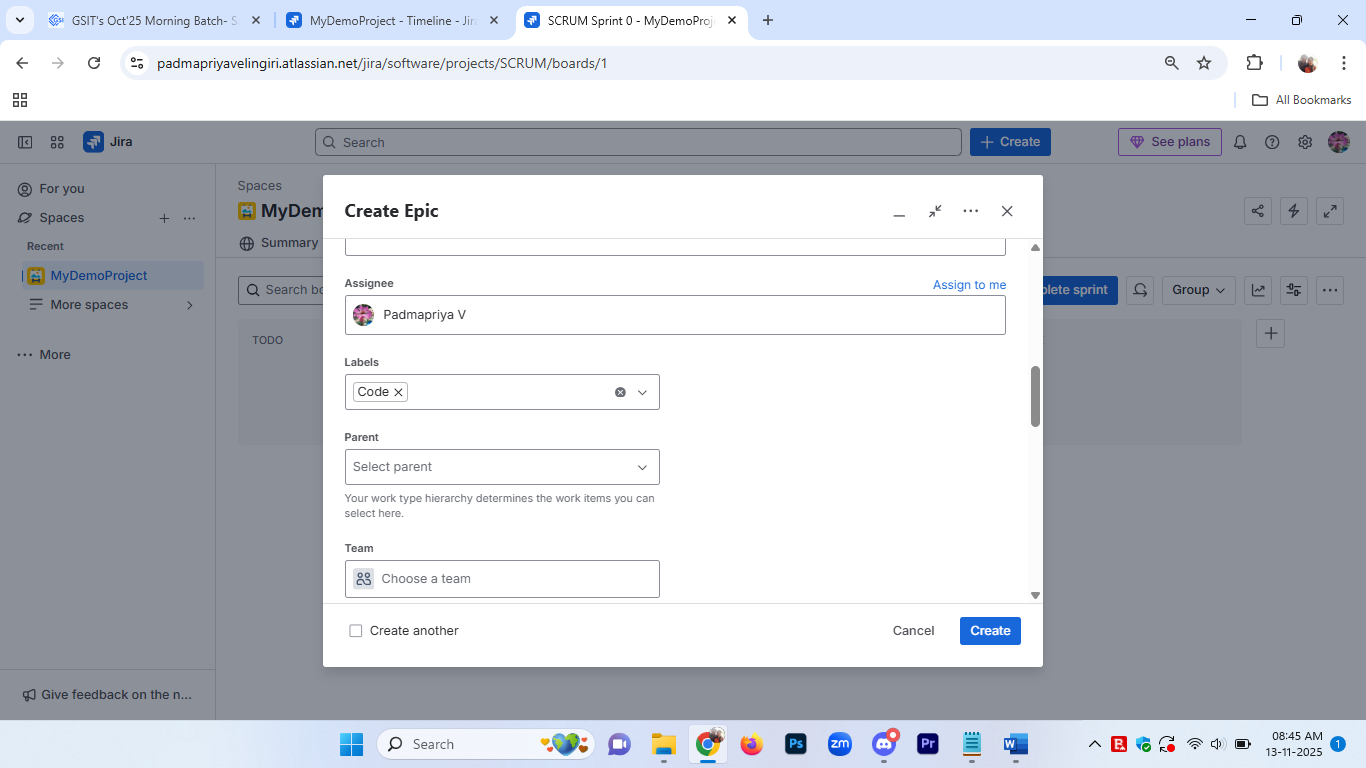 GSIT's Oct'25 Morning Batch- S
MyDemoProject - Timeline - Jira
SCRUM Sprint 0 - MyDemoProj
padmapriyavelingiri.atlassian.net/jira/software/projects/SCRUM/boards/1
All Bookmarks
Jira
Search
Create
See plans
For you
Spaces
Recent
MyDemoProject
More spaces
More
Give feedback on the n...
Spaces
MyDem
Summary
Search bo
plete sprint
Group
TODO
Create Epic
Assignee
Assign to me
Padmapriya V
Labels
Code
Parent
Select parent
Your work type hierarchy determines the work items you can
select here.
Team
Choose a team
Create another
Cancel
Create
Search
Ps
zm
Pr
W
08:45 AM
13-11-2025
1